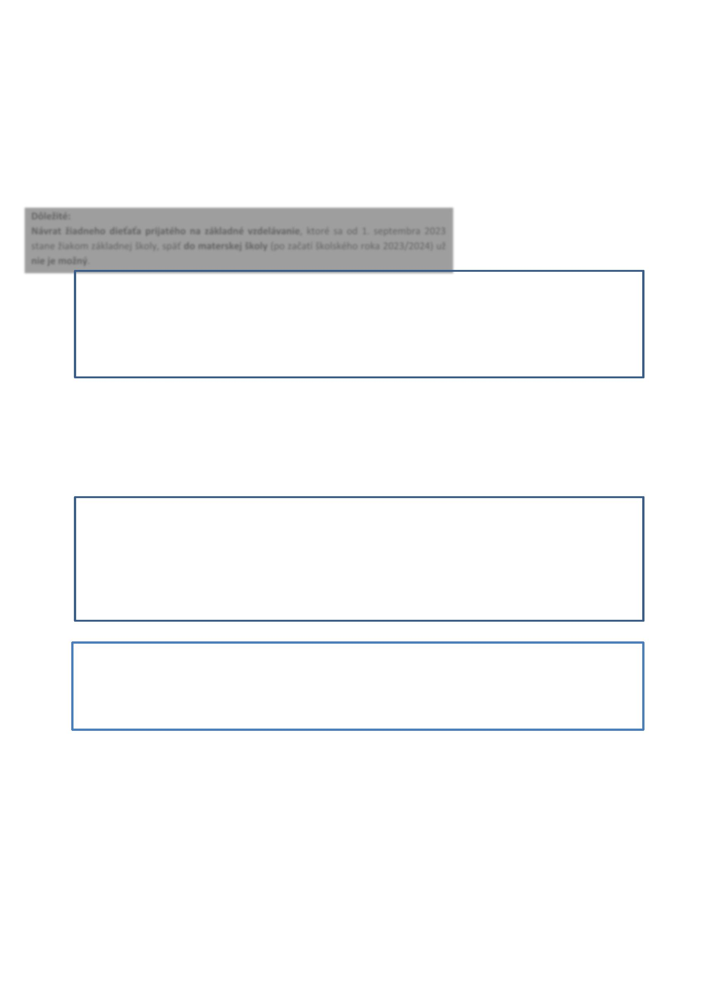 Dôležité:
Návrat žiadneho dieťaťa prijatého na základné vzdelávanie, ktoré sa od 1. septembra 2023
stane žiakom základnej školy, späť do materskej školy (po začatí školského roka 2023/2024) už
nie je možný.